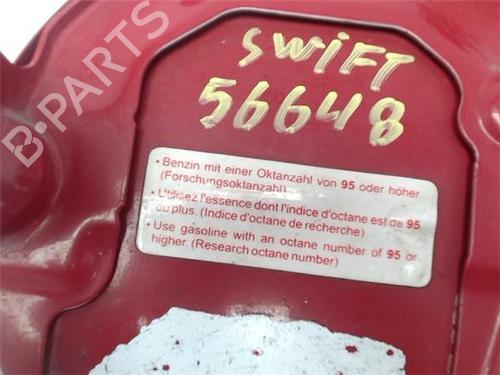 B-PARTS
SWIFT
56648
• Benzin mit einer Oktanzahl von 95 oder höher
(Forschungsoktanzahl)
• Utilisez l'essence dont l'indice d'octane est de 95
ou plus. (Indice d'octane de recherche)
• Use gasoline with an octane number of 95 or
higher (Research octane number)